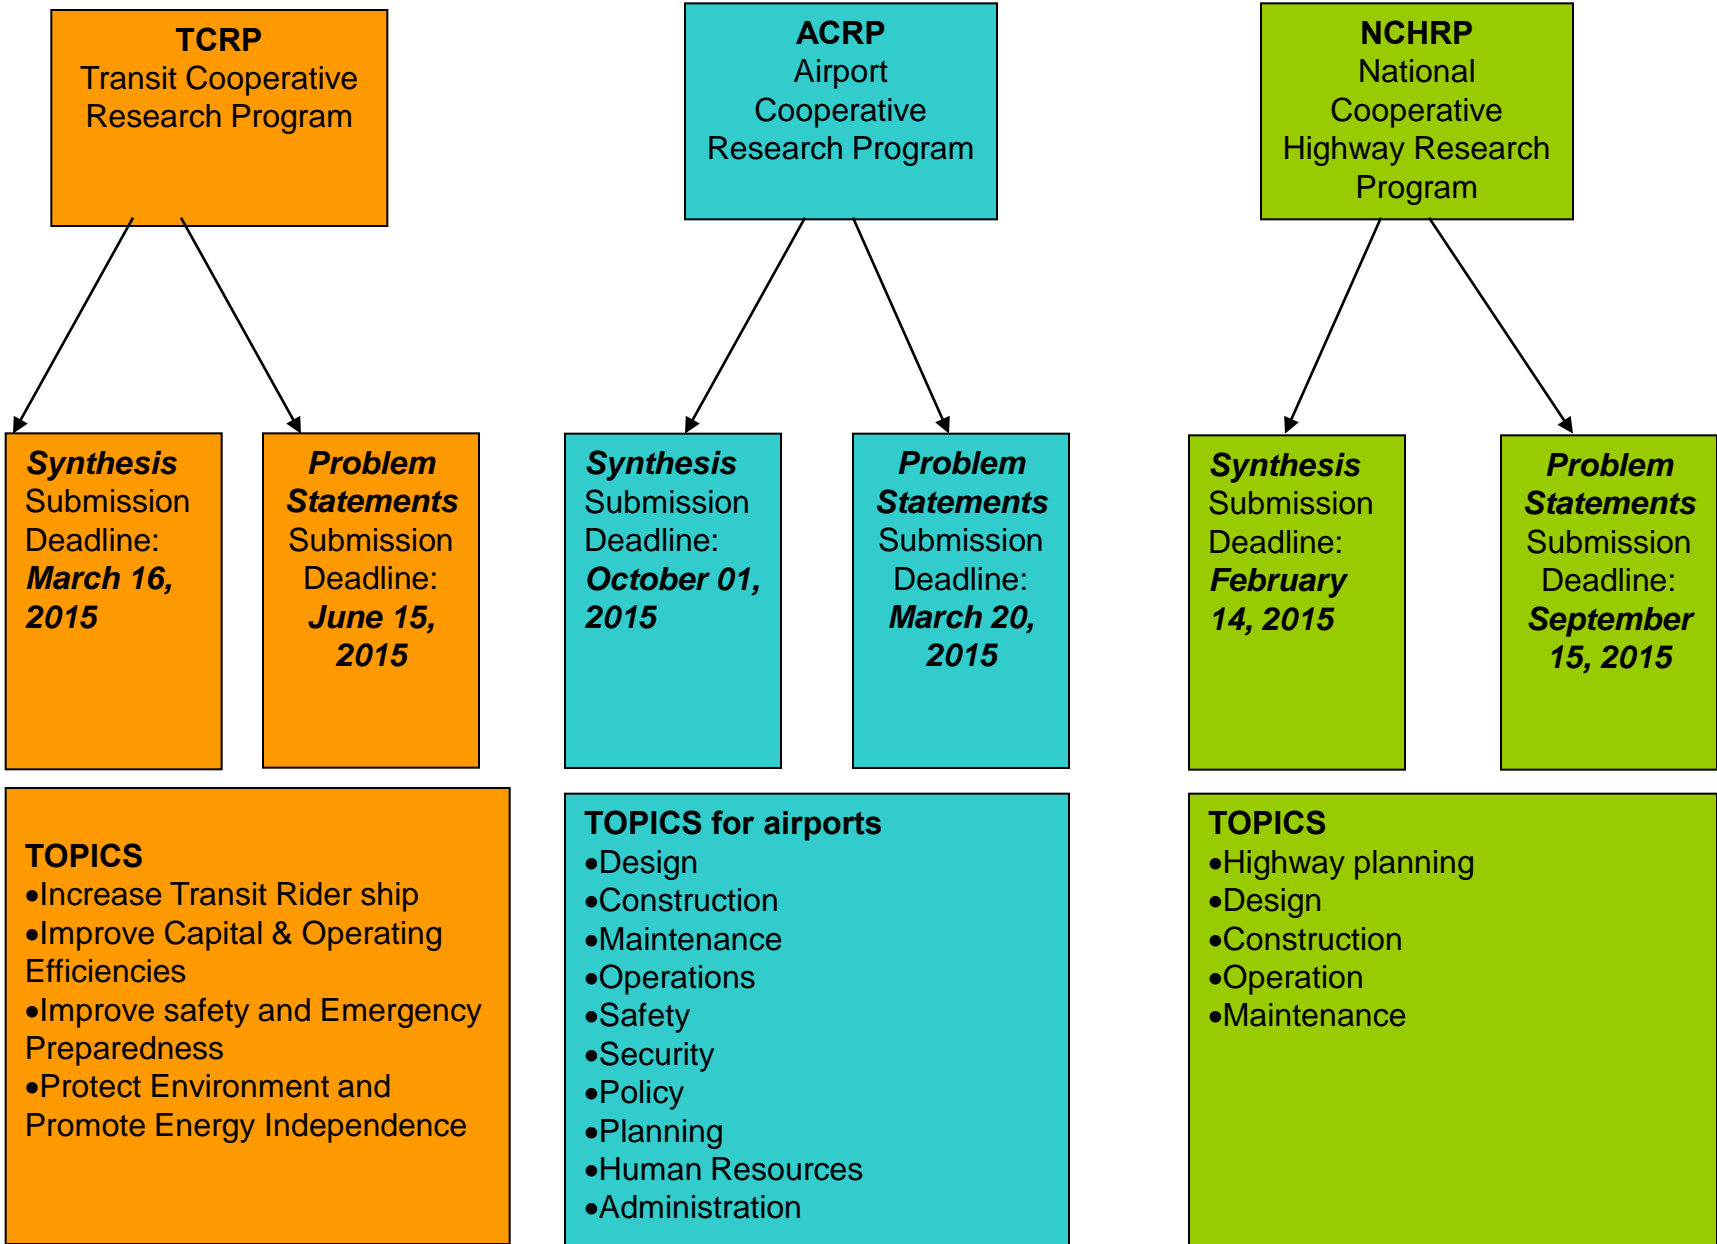 TCRP
Transit Cooperative
Research Program
ACRP
Airport
Cooperative
Research Program
NCHRP
National
Cooperative
Highway Research
Program
Synthesis
Submission
Deadline:
March 16,
2015
Problem
Statements
Submission
Deadline:
June 15,
2015
Synthesis
Submission
Deadline:
October 01,
2015
Problem
Statements
Submission
Deadline:
March 20,
2015
Synthesis
Submission
Deadline:
February
14, 2015
Problem
Statements
Submission
Deadline:
September
15, 2015
TOPICS
•Increase Transit Rider ship
•Improve Capital & Operating
Efficiencies
•Improve safety and Emergency
Preparedness
•Protect Environment and
Promote Energy Independence
TOPICS for airports
•Design
•Construction
•Maintenance
•Operations
•Safety
•Security
•Policy
•Planning
•Human Resources
•Administration
TOPICS
•Highway planning
•Design
•Construction
•Operation
•Maintenance